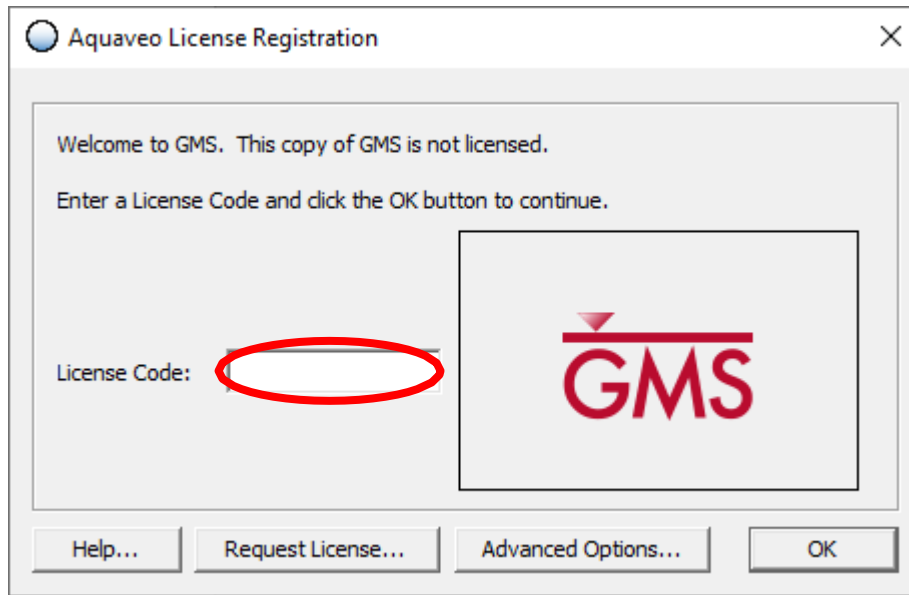 Aquaveo License Registration
Welcome to GMS.  This copy of GMS is not licensed.
Enter a License Code and click the OK button to continue.
License Code:
GMS
Help...
Request License...
Advanced Options...
OK